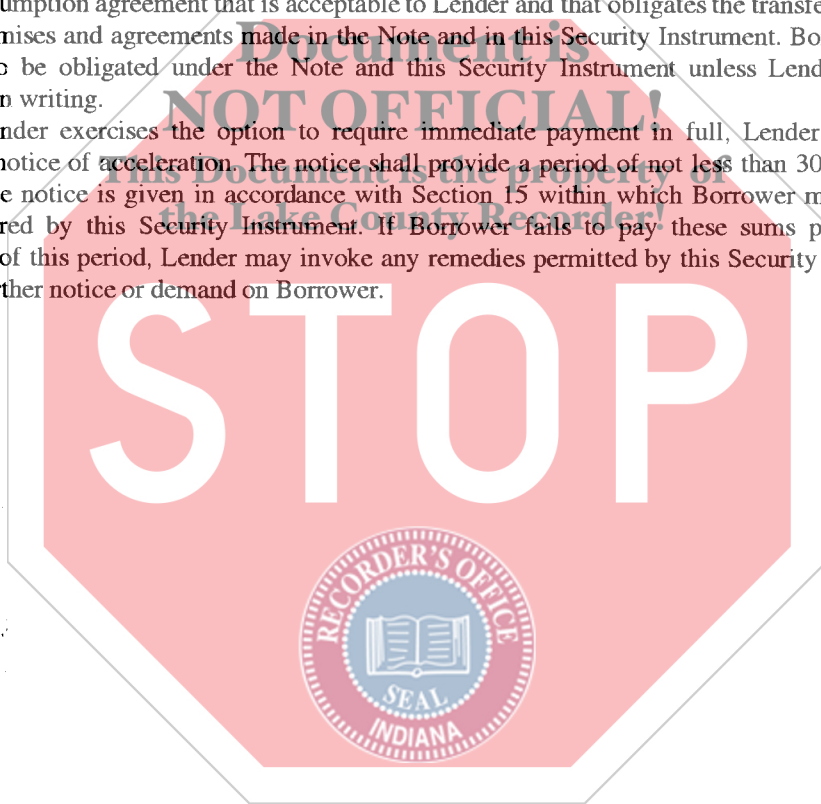 umption agreement that is acceptable to Lender and that obligates the transfe
Document is
mises and agreements made in the Note and in this Security Instrument. Bo
o be obligated under the Note and this Security Instrument unless Lend
n writing.
NOT OFFICIAL!
nder exercises the option to require immediate payment in full, Lender
notice of acceleration. The notice shall provide a period of not less than 30
This Document is the property of
e notice is given in accordance with Section 15 within which Borrower m
the Lake County Recorder!
red by this Security Instrument. If Borrower fails to pay these sums p
of this period, Lender may invoke any remedies permitted by this Security
ther notice or demand on Borrower.
STOP
RECORDER'S OFFICE
SEAL
INDIANA